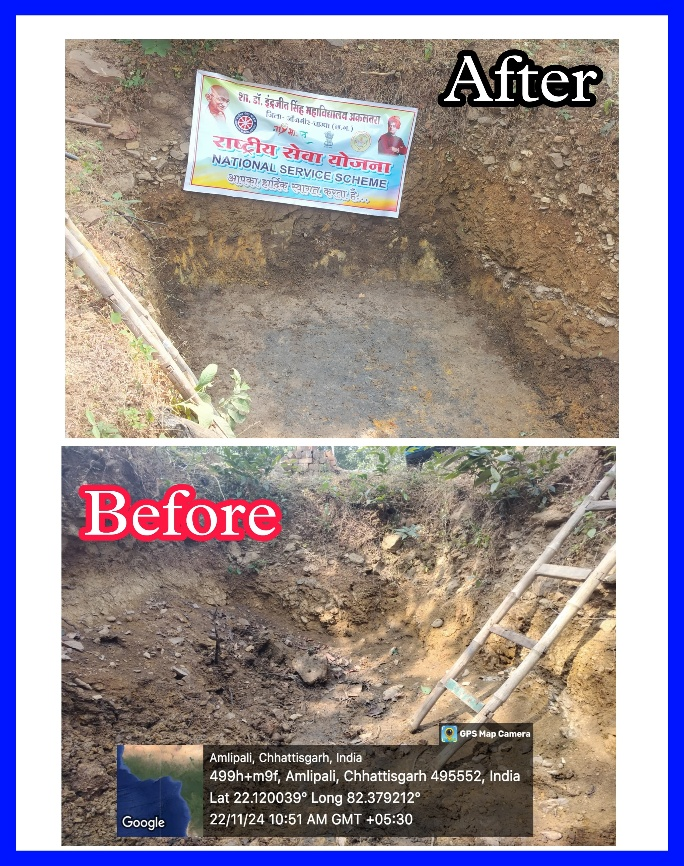 After
शा. डॉ. इन्द्रजीत सिंह महाविद्यालय अकलतरा
जिला- जाँजगीर-चाम्पा (छ.ग.)
राष्ट्रीय सेवा योजना
NATIONAL SERVICE SCHEME
आपका हार्दिक स्वागत करता है...
Before
GPS Map Camera
Amlipali, Chhattisgarh, India
499h+m9f, Amlipali, Chhattisgarh 495552, India
Lat 22.120039° Long 82.379212°
22/11/24 10:51 AM GMT +05:30
Google